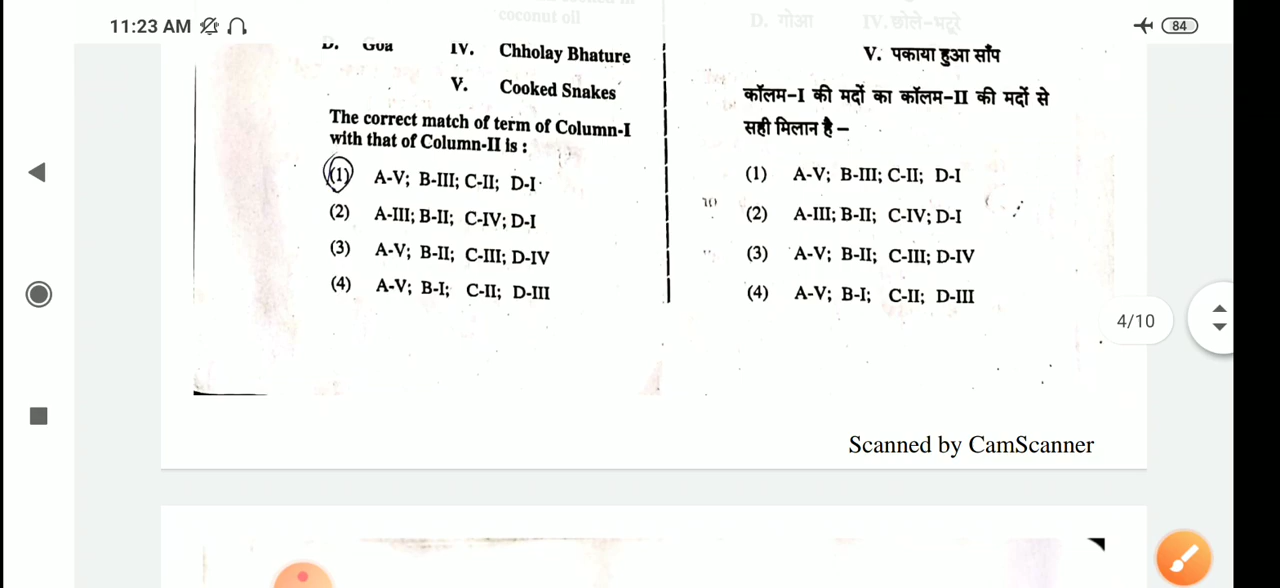 11:23 AM
84
coconut oil
D. Goa IV. Chholay Bhature
V. Cooked Snakes
The correct match of term of Column-I
with that of Column-II is :
(1) A-V; B-III; C-II; D-I
(2) A-III; B-II; C-IV; D-I
(3) A-V; B-II; C-III; D-IV
(4) A-V; B-I; C-II; D-III
D. गोआ IV. छोले-भटूरे
V. पकाया हुआ साँप
कॉलम-I की मदों का कॉलम-II की मदों से
सही मिलान है –
(1) A-V; B-III; C-II; D-I
(2) A-III; B-II; C-IV; D-I
(3) A-V; B-II; C-III; D-IV
(4) A-V; B-I; C-II; D-III
4/10
Scanned by CamScanner